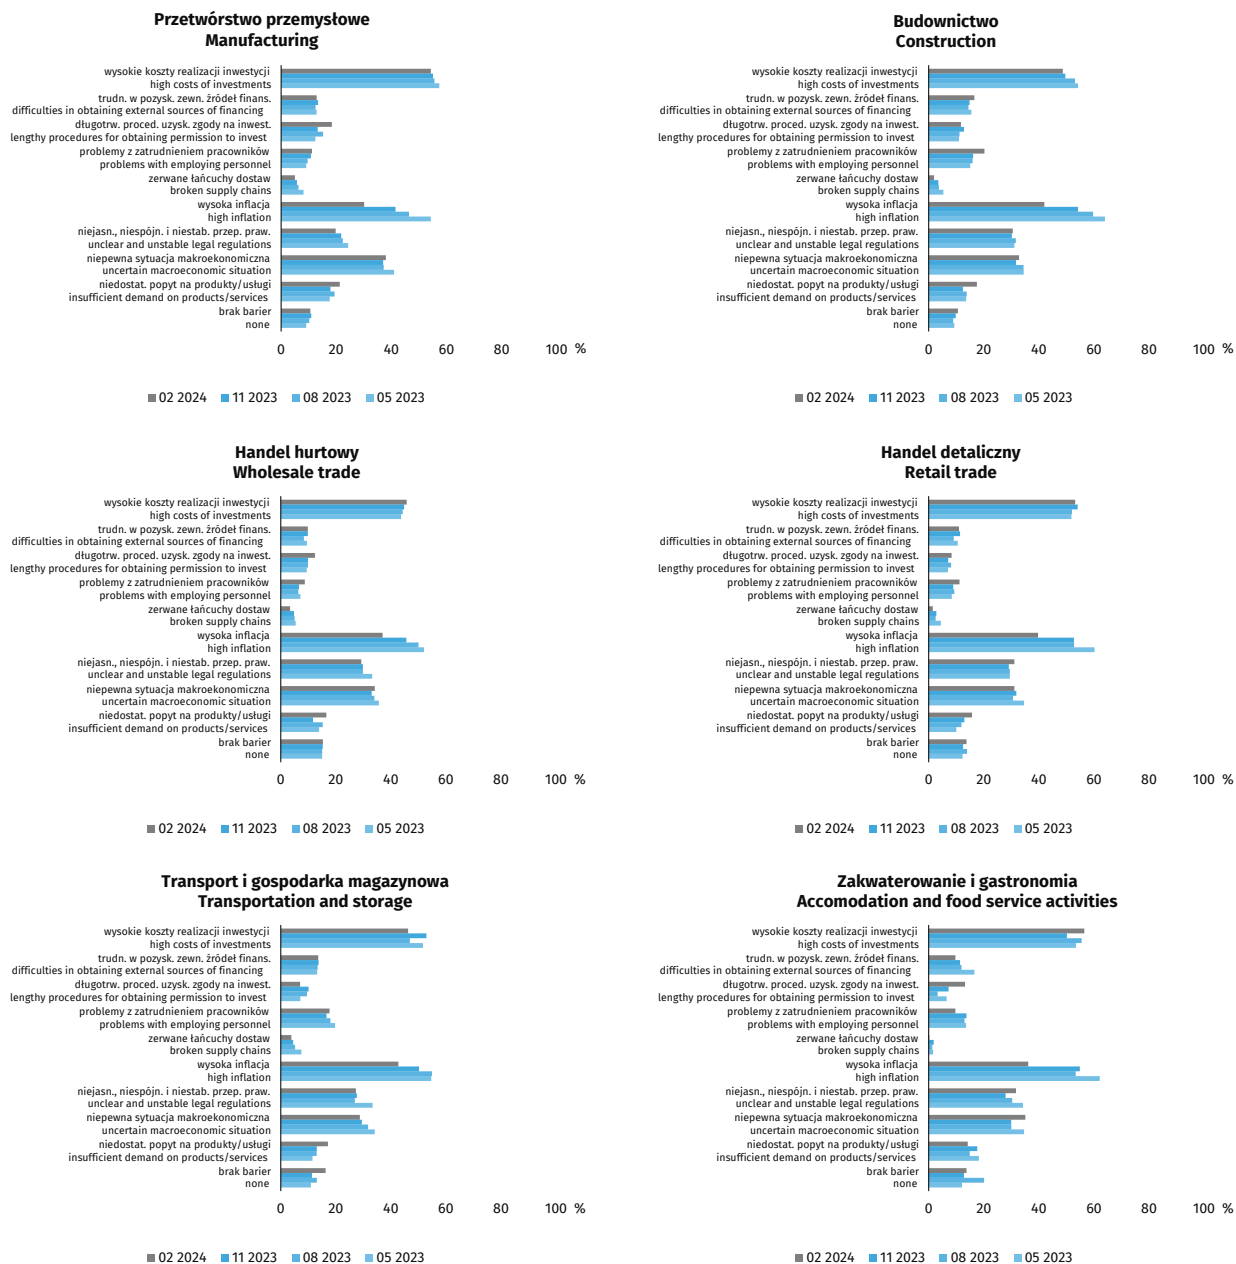 Przetwórstwo przemysłowe
Manufacturing
wysokie koszty realizacji inwestycji
high costs of investments
trudn. w pozysk. zewn. źródeł finans.
difficulties in obtaining external sources of financing
długotrw. proced. uzysk. zgody na inwest.
lengthy procedures for obtaining permission to invest
problemy z zatrudnieniem pracowników
problems with employing personnel
zerwane łańcuchy dostaw
broken supply chains
wysoka inflacja
high inflation
niejasn., niespójn. i niestab. przep. praw.
unclear and unstable legal regulations
niepewna sytuacja makroekonomiczna
uncertain macroeconomic situation
niedostat. popyt na produkty/usługi
insufficient demand on products/services
brak barier
none
0 20 40 60 100 %
02 2024 11 2023 08 2023 05 2023
Budownictwo
Construction
wysokie koszty realizacji inwestycji
high costs of investments
trudn. w pozysk. zewn. źródeł finans.
difficulties in obtaining external sources of financing
długotrw. proced. uzysk. zgody na inwest.
lengthy procedures for obtaining permission to invest
problemy z zatrudnieniem pracowników
problems with employing personnel
zerwane łańcuchy dostaw
broken supply chains
wysoka inflacja
high inflation
niejasn., niespójn. i niestab. przep. praw.
unclear and unstable legal regulations
niepewna sytuacja makroekonomiczna
uncertain macroeconomic situation
niedostat. popyt na produkty/usługi
insufficient demand on products/services
brak barier
none
0 20 40 60 80 100 %
02 2024 11 2023 08 2023 05 2023
Handel hurtowy
Wholesale trade
wysokie koszty realizacji inwestycji
high costs of investments
trudn. w pozysk. zewn. źródeł finans.
difficulties in obtaining external sources of financing
długotrw. proced. uzysk. zgody na inwest.
lengthy procedures for obtaining permission to invest
problemy z zatrudnieniem pracowników
problems with employing personnel
zerwane łańcuchy dostaw
broken supply chains
wysoka inflacja
high inflation
niejasn., niespójn. i niestab. przep. praw.
unclear and unstable legal regulations
niepewna sytuacja makroekonomiczna
uncertain macroeconomic situation
niedostat. popyt na produkty/usługi
insufficient demand on products/services
brak barier
none
0 20 40 60 100 %
02 2024 11 2023 08 2023 05 2023
Handel detaliczny
Retail trade
wysokie koszty realizacji inwestycji
high costs of investments
trudn. w pozysk. zewn. źródeł finans.
difficulties in obtaining external sources of financing
długotrw. proced. uzysk. zgody na inwest.
lengthy procedures for obtaining permission to invest
problemy z zatrudnieniem pracowników
problems with employing personnel
zerwane łańcuchy dostaw
broken supply chains
wysoka inflacja
high inflation
niejasn., niespójn. i niestab. przep. praw.
unclear and unstable legal regulations
niepewna sytuacja makroekonomiczna
uncertain macroeconomic situation
niedostat. popyt na produkty/usługi
insufficient demand on products/services
brak barier
none
0 20 40 60 80 100 %
02 2024 11 2023 08 2023 05 2023
Transport i gospodarka magazynowa
Transportation and storage
wysokie koszty realizacji inwestycji
high costs of investments
trudn. w pozysk. zewn. źródeł finans.
difficulties in obtaining external sources of financing
długotrw. proced. uzysk. zgody na inwest.
lengthy procedures for obtaining permission to invest
problemy z zatrudnieniem pracowników
problems with employing personnel
zerwane łańcuchy dostaw
broken supply chains
wysoka inflacja
high inflation
niejasn., niespójn. i niestab. przep. praw.
unclear and unstable legal regulations
niepewna sytuacja makroekonomiczna
uncertain macroeconomic situation
niedostat. popyt na produkty/usługi
insufficient demand on products/services
brak barier
none
0 20 40 60 100 %
02 2024 11 2023 08 2023 05 2023
Zakwaterowanie i gastronomia
Accomodation and food service activities
wysokie koszty realizacji inwestycji
high costs of investments
trudn. w pozysk. zewn. źródeł finans.
difficulties in obtaining external sources of financing
długotrw. proced. uzysk. zgody na inwest.
lengthy procedures for obtaining permission to invest
problemy z zatrudnieniem pracowników
problems with employing personnel
zerwane łańcuchy dostaw
broken supply chains
wysoka inflacja
high inflation
niejasn., niespójn. i niestab. przep. praw.
unclear and unstable legal regulations
niepewna sytuacja makroekonomiczna
uncertain macroeconomic situation
niedostat. popyt na produkty/usługi
insufficient demand on products/services
brak barier
none
0 20 40 60 80 100 %
02 2024 11 2023 08 2023 05 2023